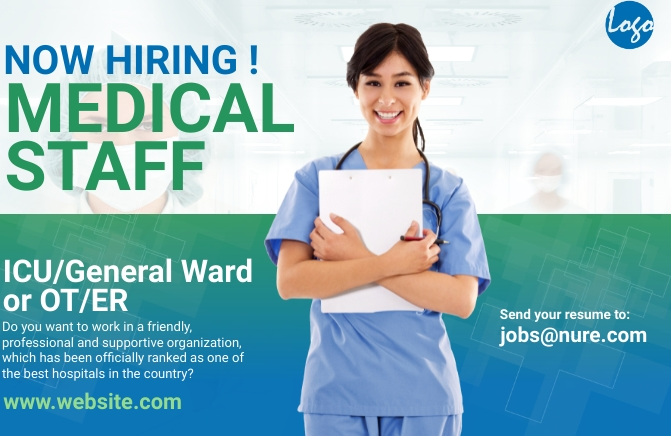 Logo
NOW HIRING !
MEDICAL
STAFF
ICU/General Ward
or OT/ER
Do you want to work in a friendly,
professional and supportive organization,
which has been officially ranked as one of
the best hospitals in the country?
www.website.com
Send your resume to:
jobs@nure.com